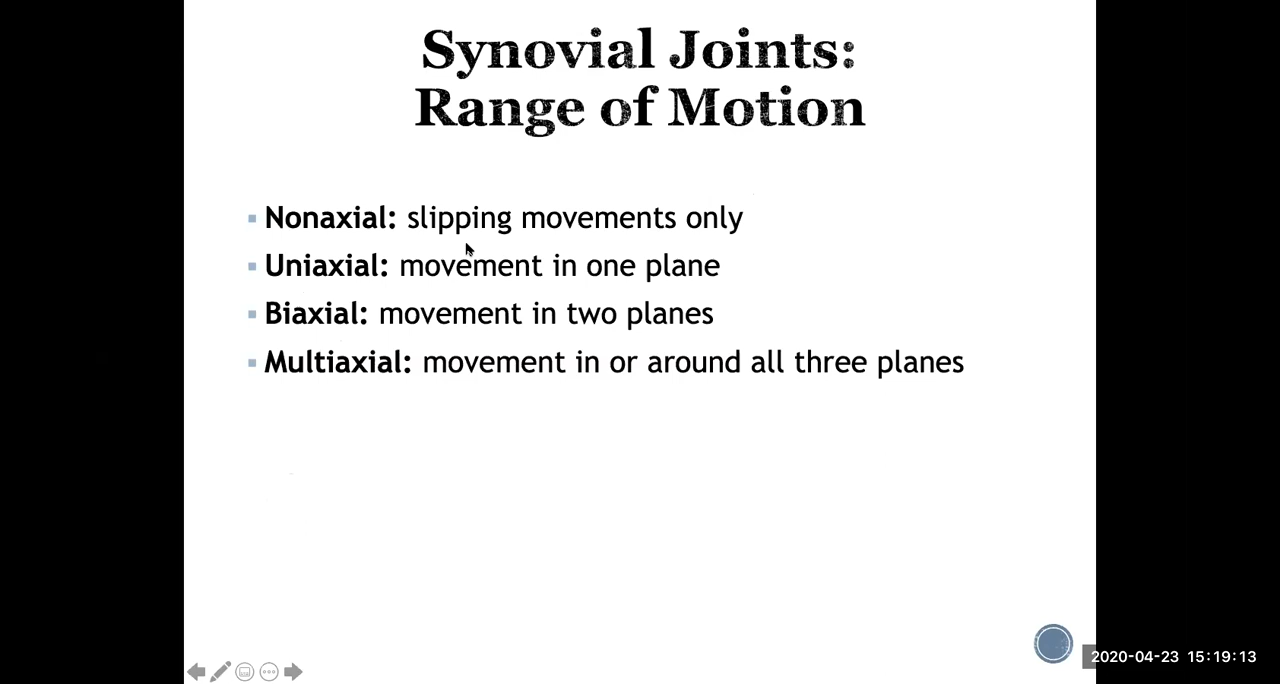 Synovial Joints:
Range of Motion
Nonaxial: slipping movements only
Uniaxial: movement in one plane
Biaxial: movement in two planes
Multiaxial: movement in or around all three planes
2020-04-23 15:19:13